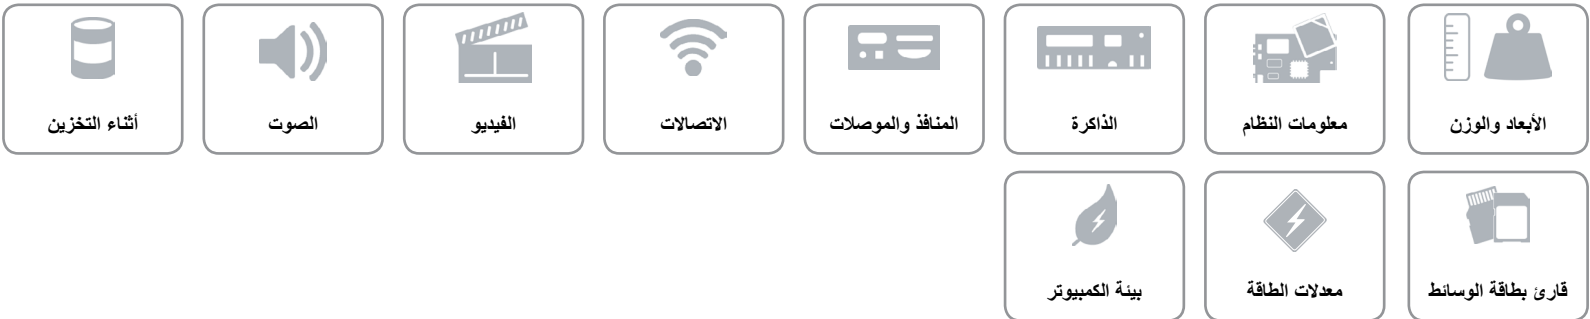 الأبعاد والوزن
معلومات النظام
الذاكرة
المنافذ والموصلات
الاتصالات
الفيديو
الصوت
أثناء التخزين
قارئ بطاقة الوسائط
معدلات الطاقة
بيئة الكمبيوتر